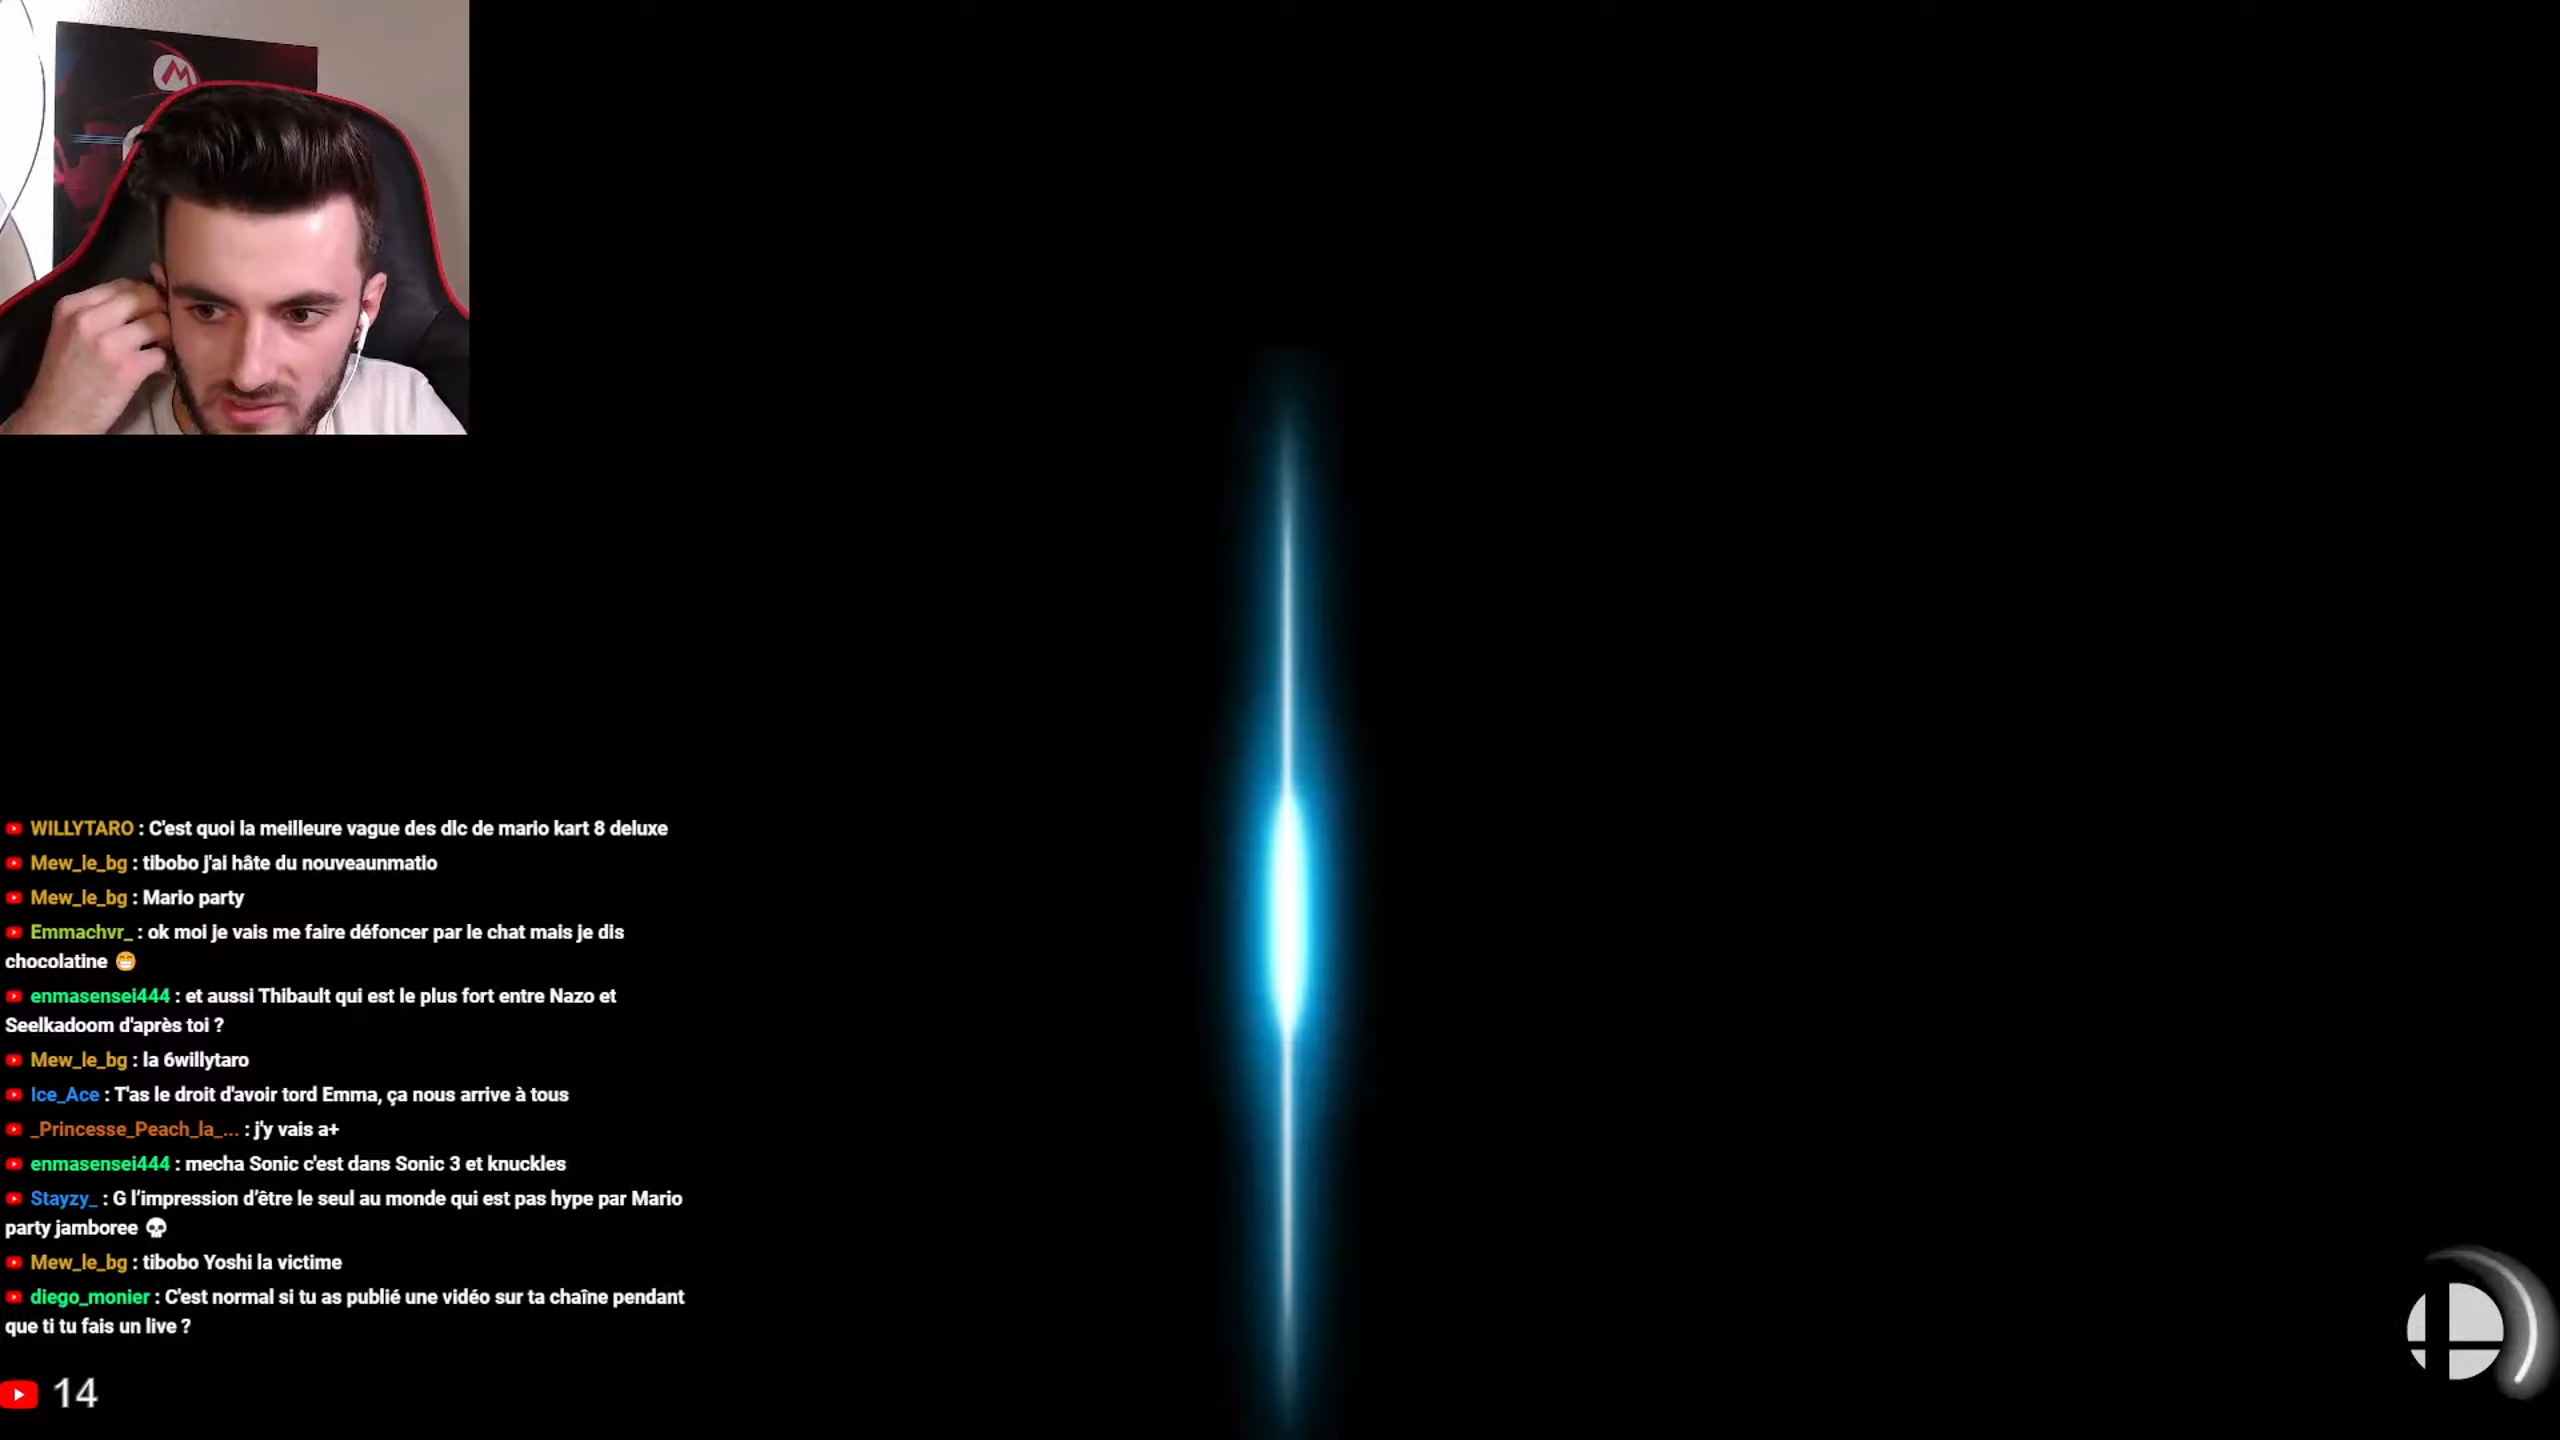 WILLYTARO : C'est quoi la meilleure vague des dlc de mario kart 8 deluxe
Mew_le_bg : tibobo j'ai hâte du nouveaunmatio
Mew_le_bg : Mario party
Emmachvr_ : ok moi je vais me faire défoncer par le chat mais je dis
chocolatine 😁
enmasensei444 : et aussi Thibault qui est le plus fort entre Nazo et
Seelkadoom d'après toi ?
Mew_le_bg : la 6willytaro
Ice_Ace : T'as le droit d'avoir tord Emma, ça nous arrive à tous
_Princesse_Peach_la_... : j'y vais a+
enmasensei444 : mecha Sonic c'est dans Sonic 3 et knuckles
Stayzy_ : G l’impression d’être le seul au monde qui est pas hype par Mario
party jamboree 💀
Mew_le_bg : tibobo Yoshi la victime
diego_monier : C'est normal si tu as publié une vidéo sur ta chaîne pendant
que ti tu fais un live ?
14